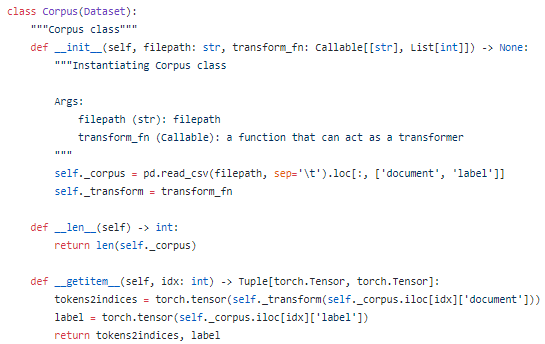 class Corpus(Dataset):
    """Corpus class"""
    def __init__(self, filepath: str, transform_fn: Callable[[str], List[int]]) -> None:
        """Instantiating Corpus class

        Args:
            filepath (str): filepath
            transform_fn (Callable): a function that can act as a transformer
        """
        self._corpus = pd.read_csv(filepath, sep='\t').loc[:, ['document', 'label']]
        self._transform = transform_fn

    def __len__(self) -> int:
        return len(self._corpus)

    def __getitem__(self, idx: int) -> Tuple[torch.Tensor, torch.Tensor]:
        tokens2indices = torch.tensor(self._transform(self._corpus.iloc[idx]['document']))
        label = torch.tensor(self._corpus.iloc[idx]['label'])
        return tokens2indices, label